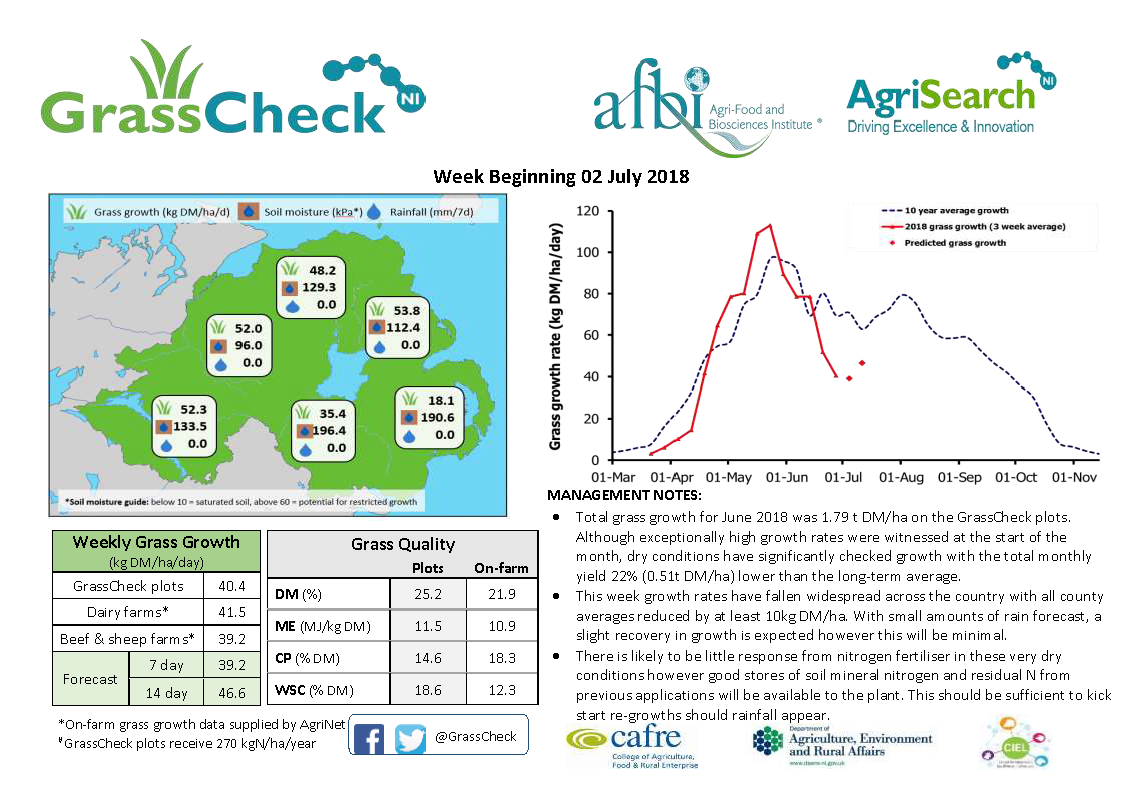 GrassCheck NI
afbi Agri-Food and
Biosciences Institute ®
AgriSearch NI
Driving Excellence & Innovation
Week Beginning 02 July 2018
Grass growth (kg DM/ha/d) Soil moisture (kPa*) Rainfall (mm/7d)
48.2
129.3
0.0
53.8
112.4
0.0
52.0
96.0
0.0
18.1
190.6
0.0
52.3
133.5
0.0
35.4
196.4
0.0
*Soil moisture guide: below 10 = saturated soil, above 60 = potential for restricted growth
Grass growth rate (kg DM/ha/day)
120
100
80
60
40
20
0
10 year average growth
2018 grass growth (3 week average)
Predicted grass growth
01-Mar 01-Apr 01-May 01-Jun 01-Jul 01-Aug 01-Sep 01-Oct 01-Nov
Weekly Grass Growth
(kg DM/ha/day)
GrassCheck plots 40.4
Dairy farms* 41.5
Beef & sheep farms* 39.2
Forecast 7 day 39.2
14 day 46.6
Grass Quality
Plots On-farm
DM (%) 25.2 21.9
ME (MJ/kg DM) 11.5 10.9
CP (% DM) 14.6 18.3
WSC (% DM) 18.6 12.3
*On-farm grass growth data supplied by AgriNet
#GrassCheck plots receive 270 kgN/ha/year
@GrassCheck
MANAGEMENT NOTES:
• Total grass growth for June 2018 was 1.79 t DM/ha on the GrassCheck plots.
Although exceptionally high growth rates were witnessed at the start of the
month, dry conditions have significantly checked growth with the total monthly
yield 22% (0.51t DM/ha) lower than the long-term average.
• This week growth rates have fallen widespread across the country with all county
averages reduced by at least 10kg DM/ha. With small amounts of rain forecast, a
slight recovery in growth is expected however this will be minimal.
• There is likely to be little response from nitrogen fertiliser in these very dry
conditions however good stores of soil mineral nitrogen and residual N from
previous applications will be available to the plant. This should be sufficient to kick
start re-growths should rainfall appear.
cafre
College of Agriculture,
Food & Rural Enterprise
Department of
Agriculture, Environment
and Rural Affairs
www.daera-ni.gov.uk
CIEL